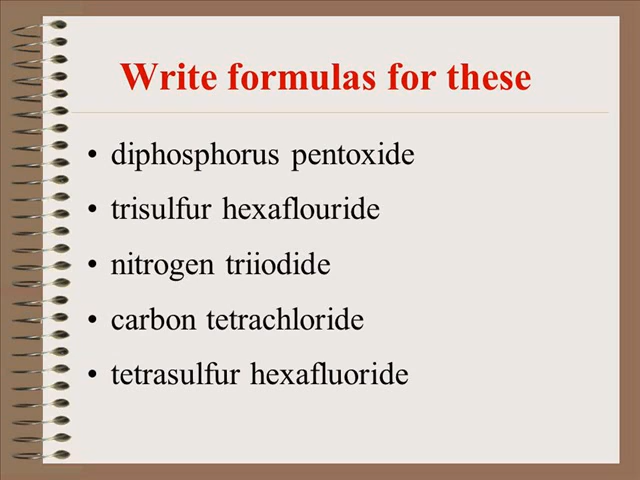 Write formulas for these
• diphosphorus pentoxide
• trisulfur hexaflouride
• nitrogen triiodide
• carbon tetrachloride
• tetrasulfur hexafluoride